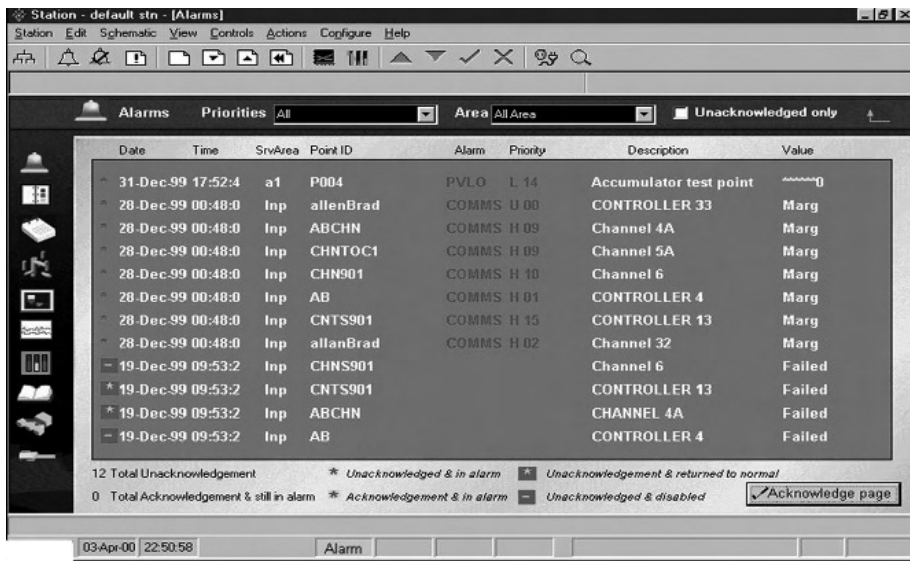 Station - default stn - [Alarms]
Station Edit Schematic View Controls Actions Configure Help
Alarms Priorities All Area All Area Unacknowledged only
Date Time SrvArea Point ID Alarm Priority Description Value
31-Dec-99 17:52:4 a1 P004 PVLO L 14 Accumulator test point ^^^^^^0
28-Dec-99 00:48:0 Inp allenBrad COMMS U 00 CONTROLLER 33 Marg
28-Dec-99 00:48:0 Inp ABCHN COMMS H 09 Channel 4A Marg
28-Dec-99 00:48:0 Inp CHNTOC1 COMMS H 09 Channel 5A Marg
28-Dec-99 00:48:0 Inp CHN901 COMMS H 10 Channel 6 Marg
28-Dec-99 00:48:0 Inp AB COMMS H 01 CONTROLLER 4 Marg
28-Dec-99 00:48:0 Inp CNTS901 COMMS H 15 CONTROLLER 13 Marg
28-Dec-99 00:48:0 Inp allanBrad COMMS H 02 Channel 32 Marg
19-Dec-99 09:53:2 Inp CHNS901 Channel 6 Failed
* 19-Dec-99 09:53:2 Inp CNTS901 CONTROLLER 13 Failed
* 19-Dec-99 09:53:2 Inp ABCHN CHANNEL 4A Failed
19-Dec-99 09:53:2 Inp AB CONTROLLER 4 Failed
12 Total Unacknowledgement * Unacknowledged & in alarm * Unacknowledgement & returned to normal
0 Total Acknowledgement & still in alarm * Acknowledgement & in alarm - Unacknowledged & disabled
Acknowledge page
03-Apr-00 22:50:58 Alarm